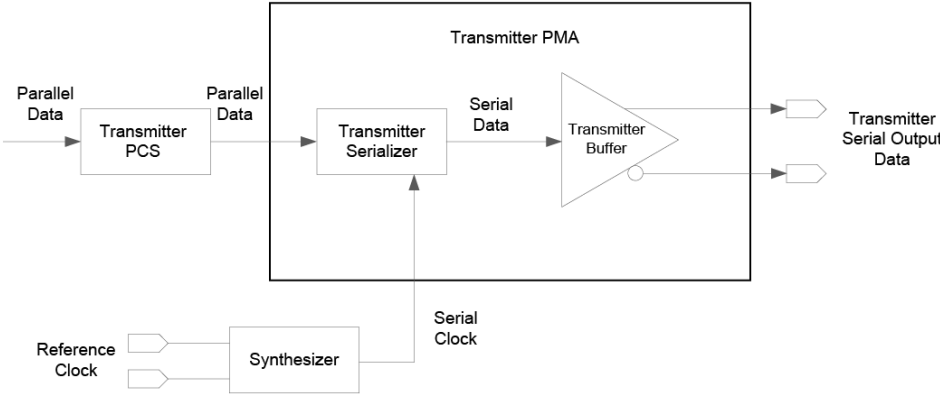 Transmitter PMA
Parallel
Data
Transmitter
PCS
Parallel
Data
Transmitter
Serializer
Serial
Data
Transmitter
Buffer
Transmitter
Serial Output
Data
Reference
Clock
Synthesizer
Serial
Clock